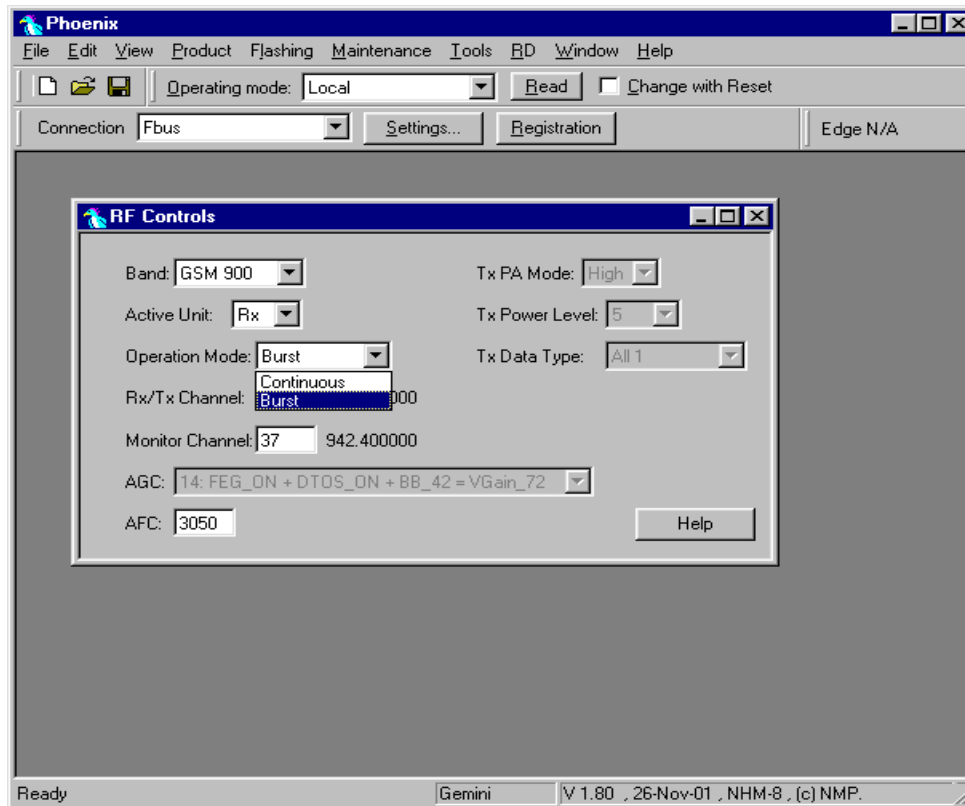 Phoenix
File Edit View Product Flashing Maintenance Tools RD Window Help
Operating mode: Local Read Change with Reset
Connection Fbus Settings... Registration Edge N/A
RF Controls
Band: GSM 900 Tx PA Mode: High
Active Unit: Rx Tx Power Level: 5
Operation Mode: Burst Tx Data Type: All 1
Continuous
Rx/Tx Channel: Burst 000
Monitor Channel: 37 942.400000
AGC: 14: FEG_ON + DTOS_ON + BB_42 = VGain_72
AFC: 3050 Help
Ready Gemini V 1.80 , 26-Nov-01 , NHM-8 , (c) NMP.